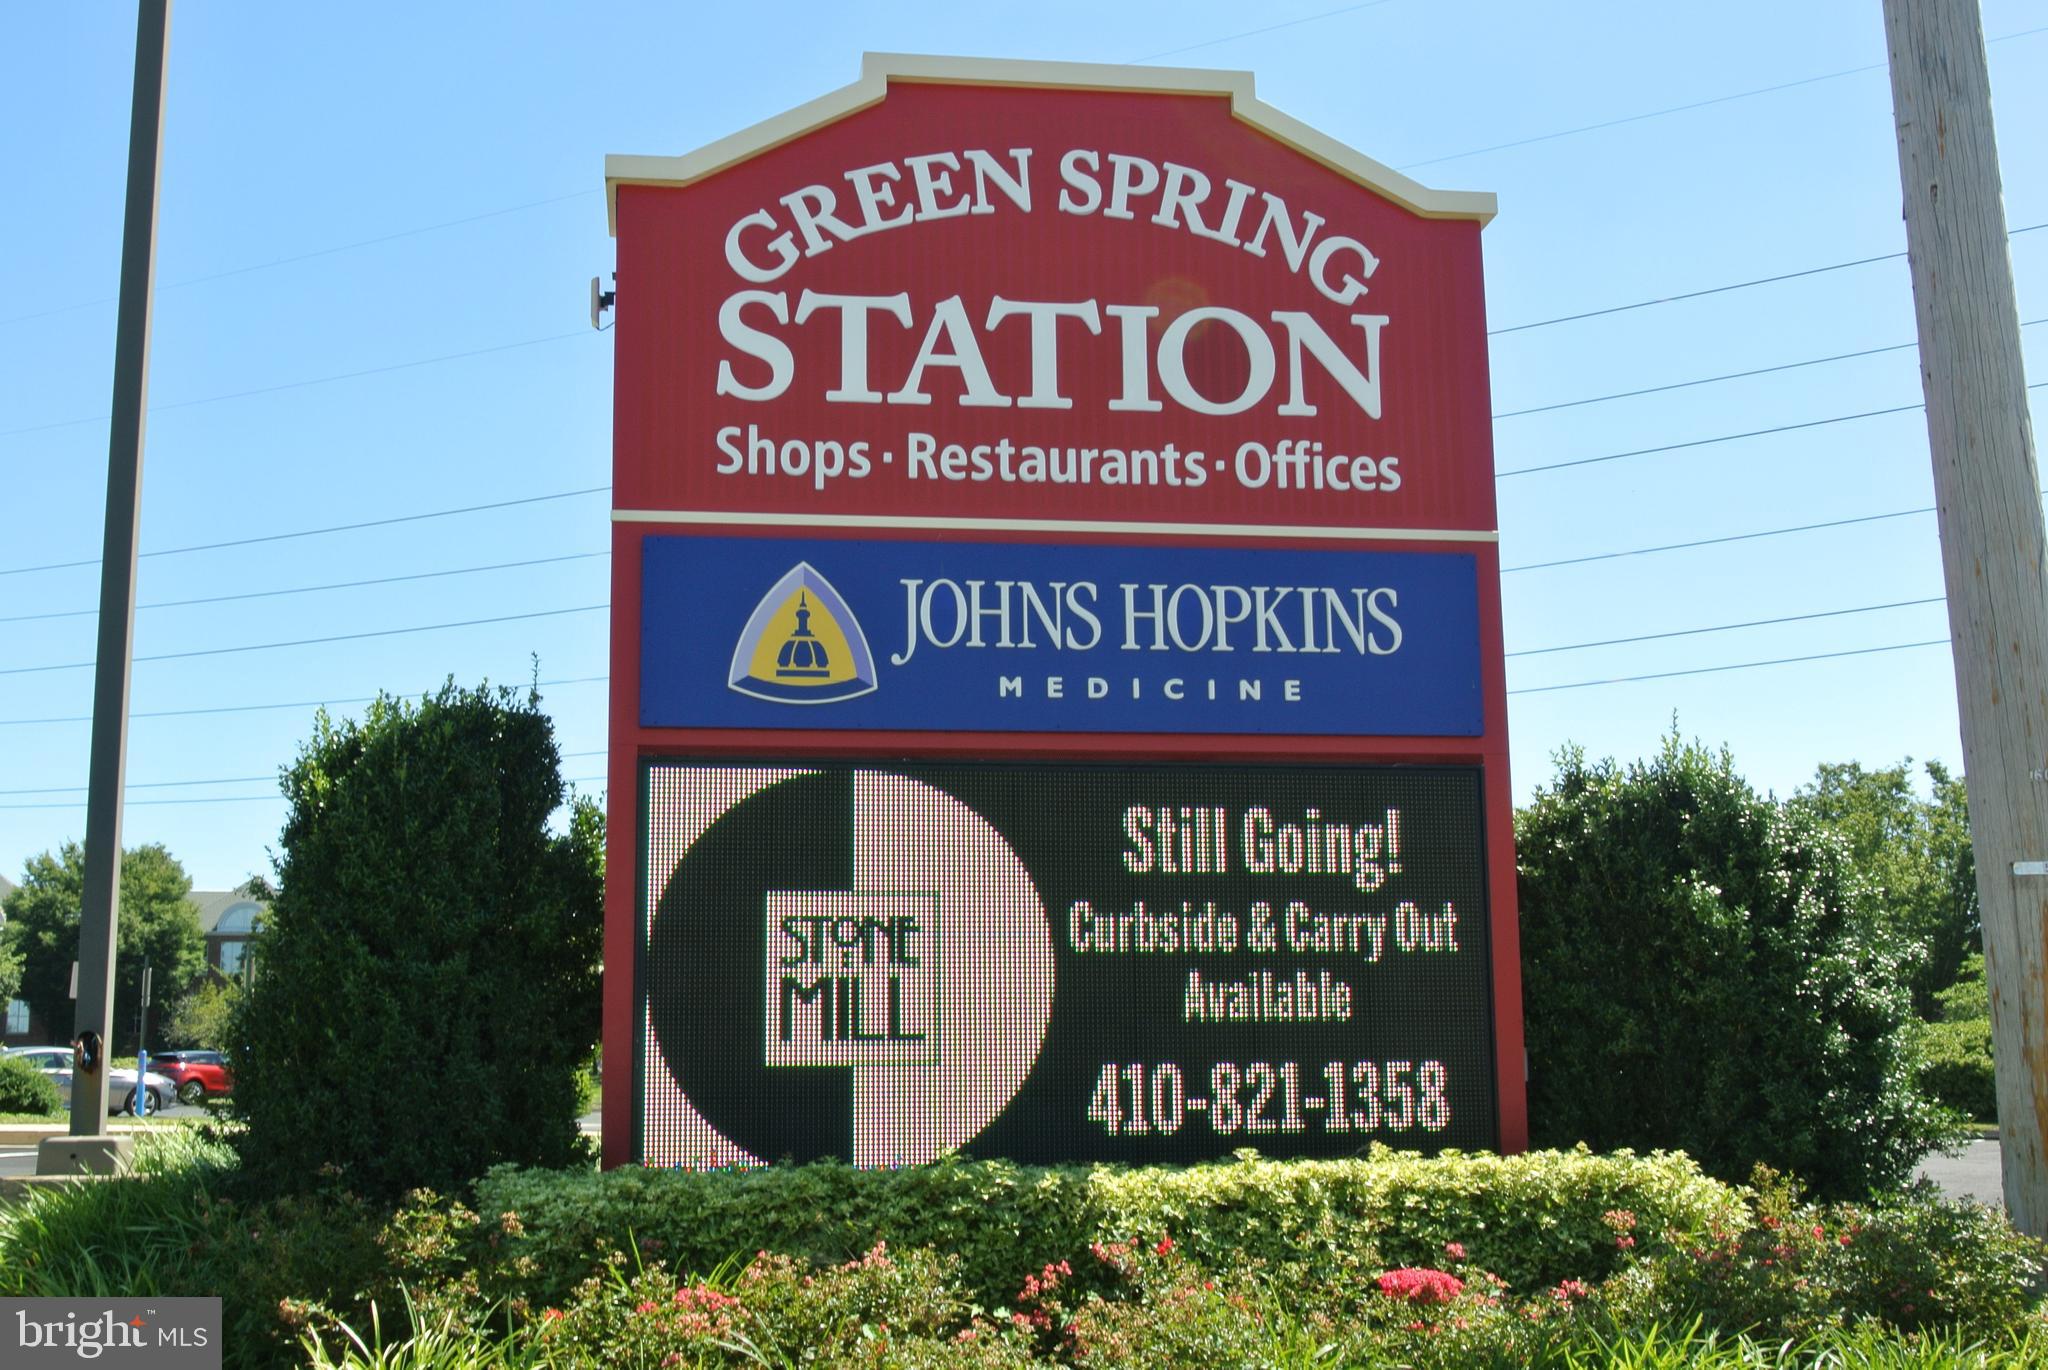 GREEN SPRING
STATION
Shops · Restaurants · Offices
JOHNS HOPKINS
MEDICINE
STONE
MILL
Still Going!
Curbside & Carry Out
Available
410-821-1358
bright™ MLS